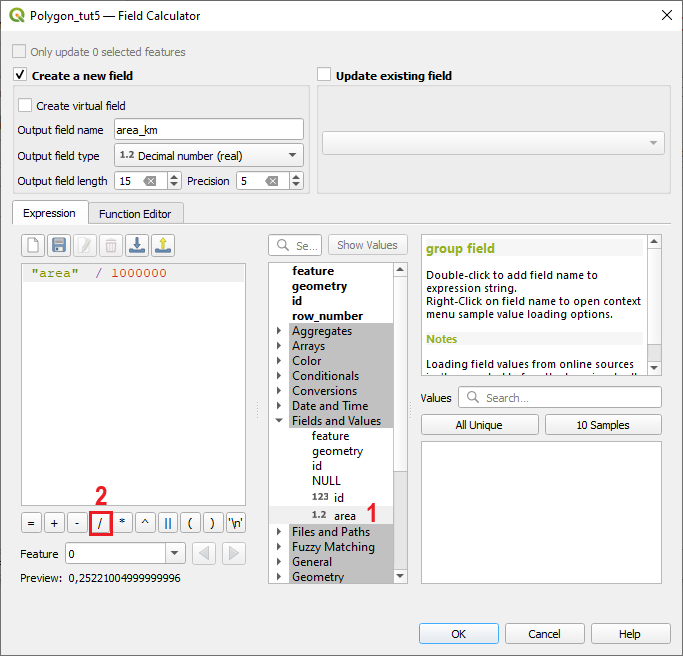 Polygon_tut5 — Field Calculator
Only update 0 selected features
Create a new field
Update existing field
Create virtual field
Output field name area_km
Output field type 1.2 Decimal number (real)
Output field length 15 Precision 5
Expression Function Editor
Se... Show Values
"area" / 1000000
feature
geometry
id
row_number
Aggregates
Arrays
Color
Conditionals
Conversions
Date and Time
Fields and Values
feature
geometry
id
NULL
123 id
1.2 area 1
Files and Paths
Fuzzy Matching
General
Geometry
group field
Double-click to add field name to
expression string.
Right-Click on field name to open context
menu sample value loading options.
Notes
Loading field values from online sources
Values Search...
All Unique 10 Samples
2
= + - / * ^ || ( ) '\n'
Feature 0
Preview: 0,25221004999999996
OK Cancel Help